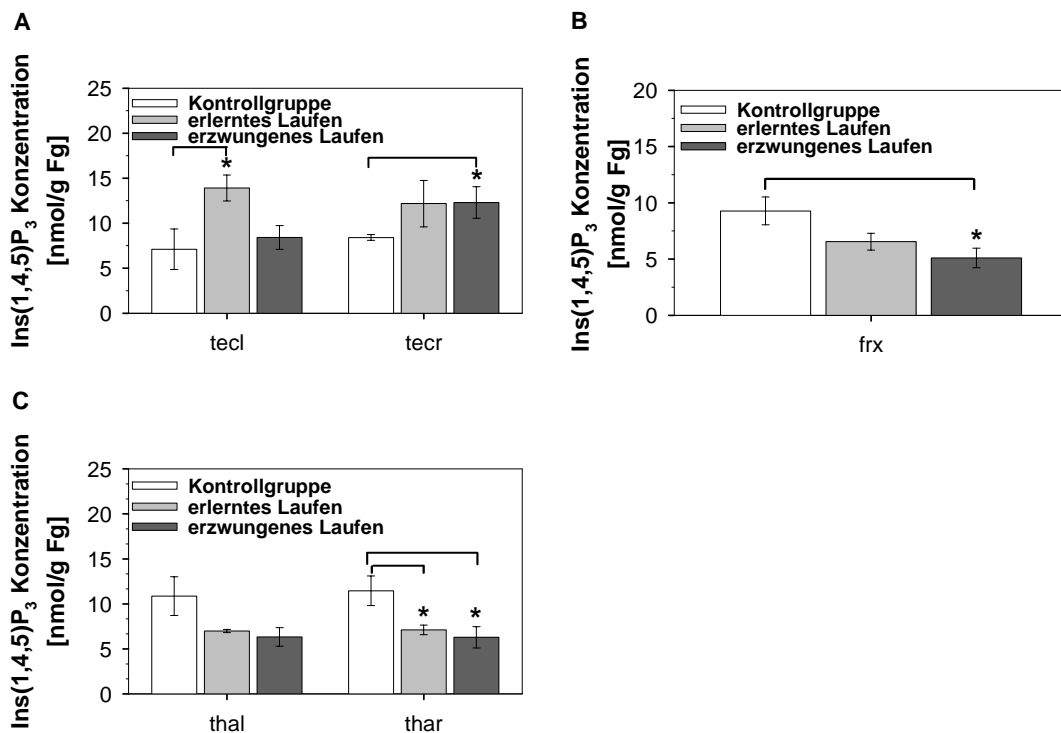 A
Ins(1,4,5)P3 Konzentration
[nmol/g Fg]
25
20
15
10
5
0
Kontrollgruppe
erlerntes Laufen
erzwungenes Laufen
*
*
tecl
tecr
B
Ins(1,4,5)P3 Konzentration
[nmol/g Fg]
20
15
10
5
0
Kontrollgruppe
erlerntes Laufen
erzwungenes Laufen
*
frx
C
Ins(1,4,5)P3 Konzentration
[nmol/g Fg]
25
20
15
10
5
0
Kontrollgruppe
erlerntes Laufen
erzwungenes Laufen
*
*
thal
thar